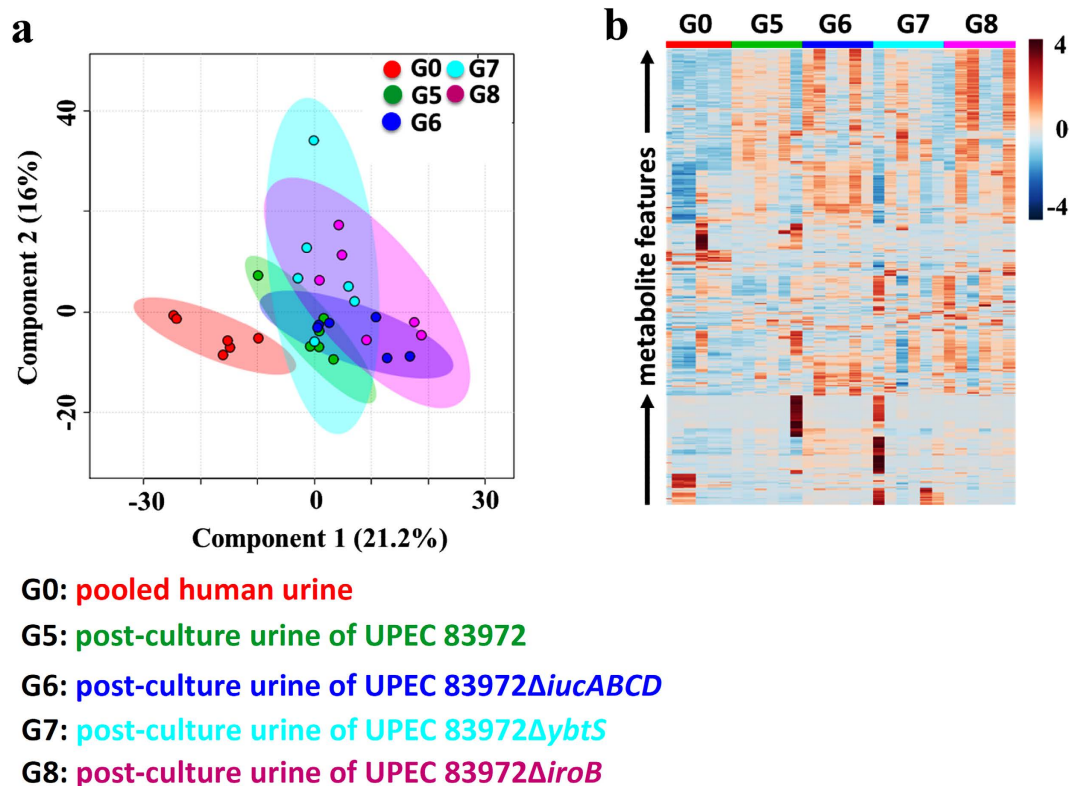 a
G0 G7
G5 G8
G6
40
0
-20
-30 0 30
Component 2 (16%)
Component 1 (21.2%)
b
G0 G5 G6 G7 G8
metabolite features
4
0
-4
G0: pooled human urine
G5: post-culture urine of UPEC 83972
G6: post-culture urine of UPEC 83972ΔiucABCD
G7: post-culture urine of UPEC 83972ΔybtS
G8: post-culture urine of UPEC 83972ΔiroB